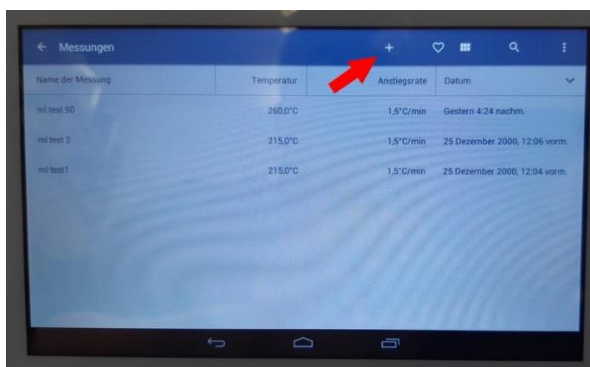 Messungen
Name der Messung Temperatur Anstiegsrate Datum
ml test 90 260,0°C 1,5°C/min Gestern 4:24 nachm.
ml test 2 215,0°C 1,5°C/min 25 Dezember 2000, 12:06 vorm.
ml test1 215,0°C 1,5°C/min 25 Dezember 2000, 12:04 vorm.